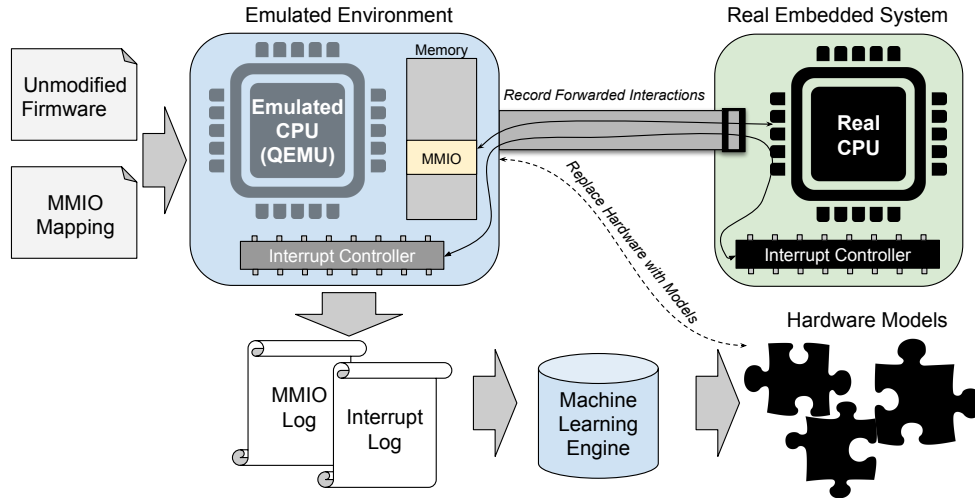 Emulated Environment
Real Embedded System
Unmodified
Firmware
MMIO
Mapping
Memory
Emulated
CPU
(QEMU)
MMIO
Interrupt Controller
Record Forwarded Interactions
Real
CPU
Interrupt Controller
Replace Hardware with Models
Hardware Models
MMIO
Log
Interrupt
Log
Machine
Learning
Engine